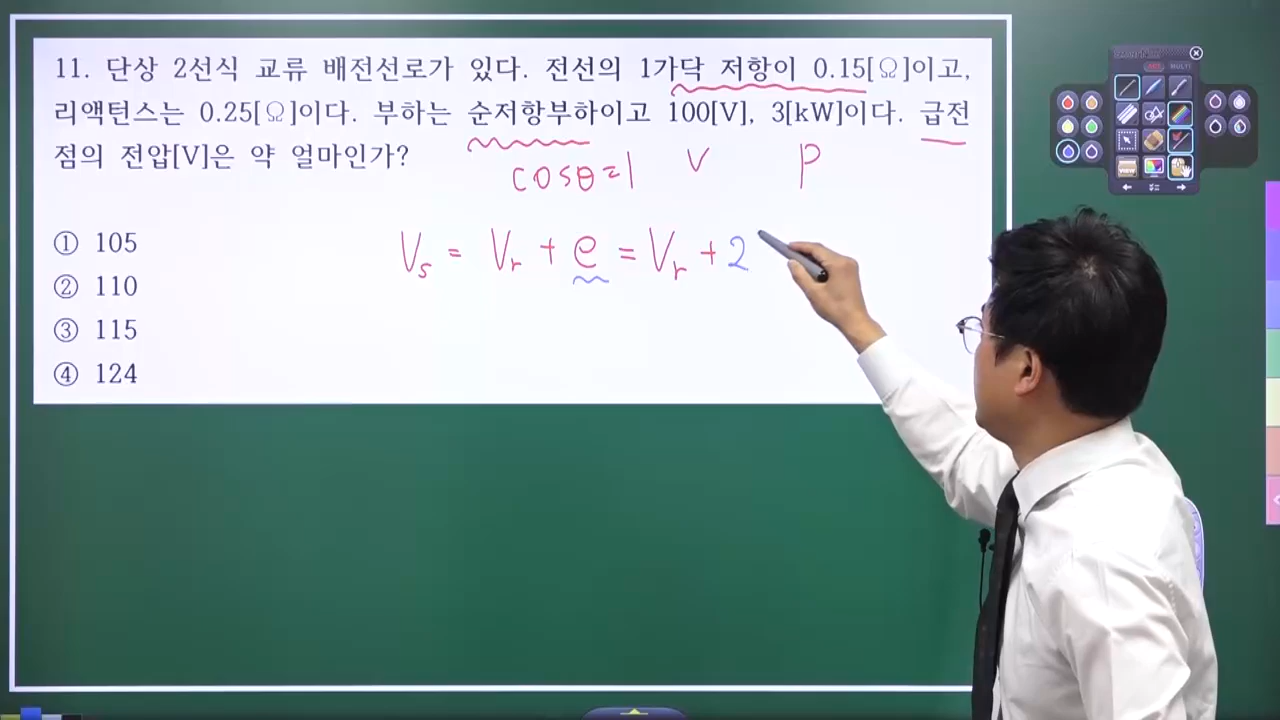 11. 단상 2선식 교류 배전선로가 있다. 전선의 1가닥 저항이 0.15[Ω]이고,
리액턴스는 0.25[Ω]이다. 부하는 순저항부하이고 100[V], 3[kW]이다. 급전
점의 전압[V]은 약 얼마인가?
cosθ=1 V P
① 105
② 110
③ 115
④ 124
Vs = Vr + e = Vr + 2
MULTI
VIEW